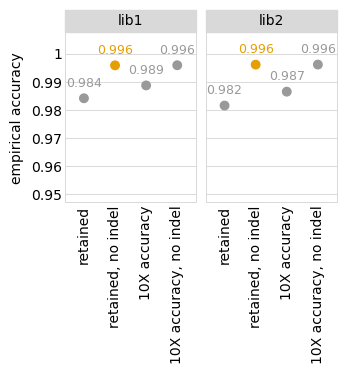 lib1
lib2
empirical accuracy
1
0.99
0.98
0.97
0.96
0.95
0.984
0.996
0.989
0.996
0.982
0.996
0.987
0.996
retained
retained, no indel
10X accuracy
10X accuracy, no indel
retained
retained, no indel
10X accuracy
10X accuracy, no indel